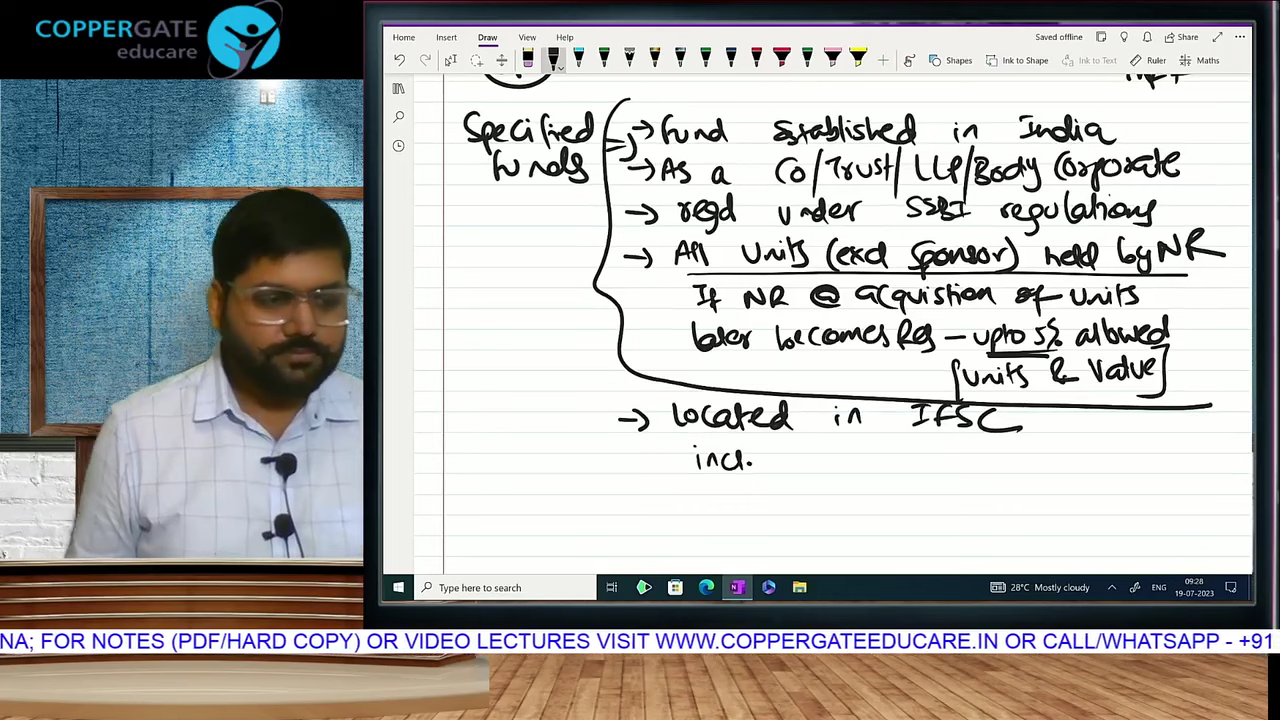 COPPERGATE
educare
Home Insert Draw View Help
Saved offline
Share
Shapes
Ink to Shape
Ink to Text
Ruler
Maths
Specified funds
→ Fund established in India
→ As a Co/Trust/LLP/Body Corporate
→ regd under SEBI regulations
→ All Units (excl Sponsor) held by NR
If NR @ acquistion of units
later becomes Res – upto 5% allowed
[Units & Value]
→ Located in IFSC
incl.
Type here to search
28°C Mostly cloudy
ENG
09:28
19-07-2023
NA; FOR NOTES (PDF/HARD COPY) OR VIDEO LECTURES VISIT WWW.COPPERGATEEDUCARE.IN OR CALL/WHATSAPP - +91